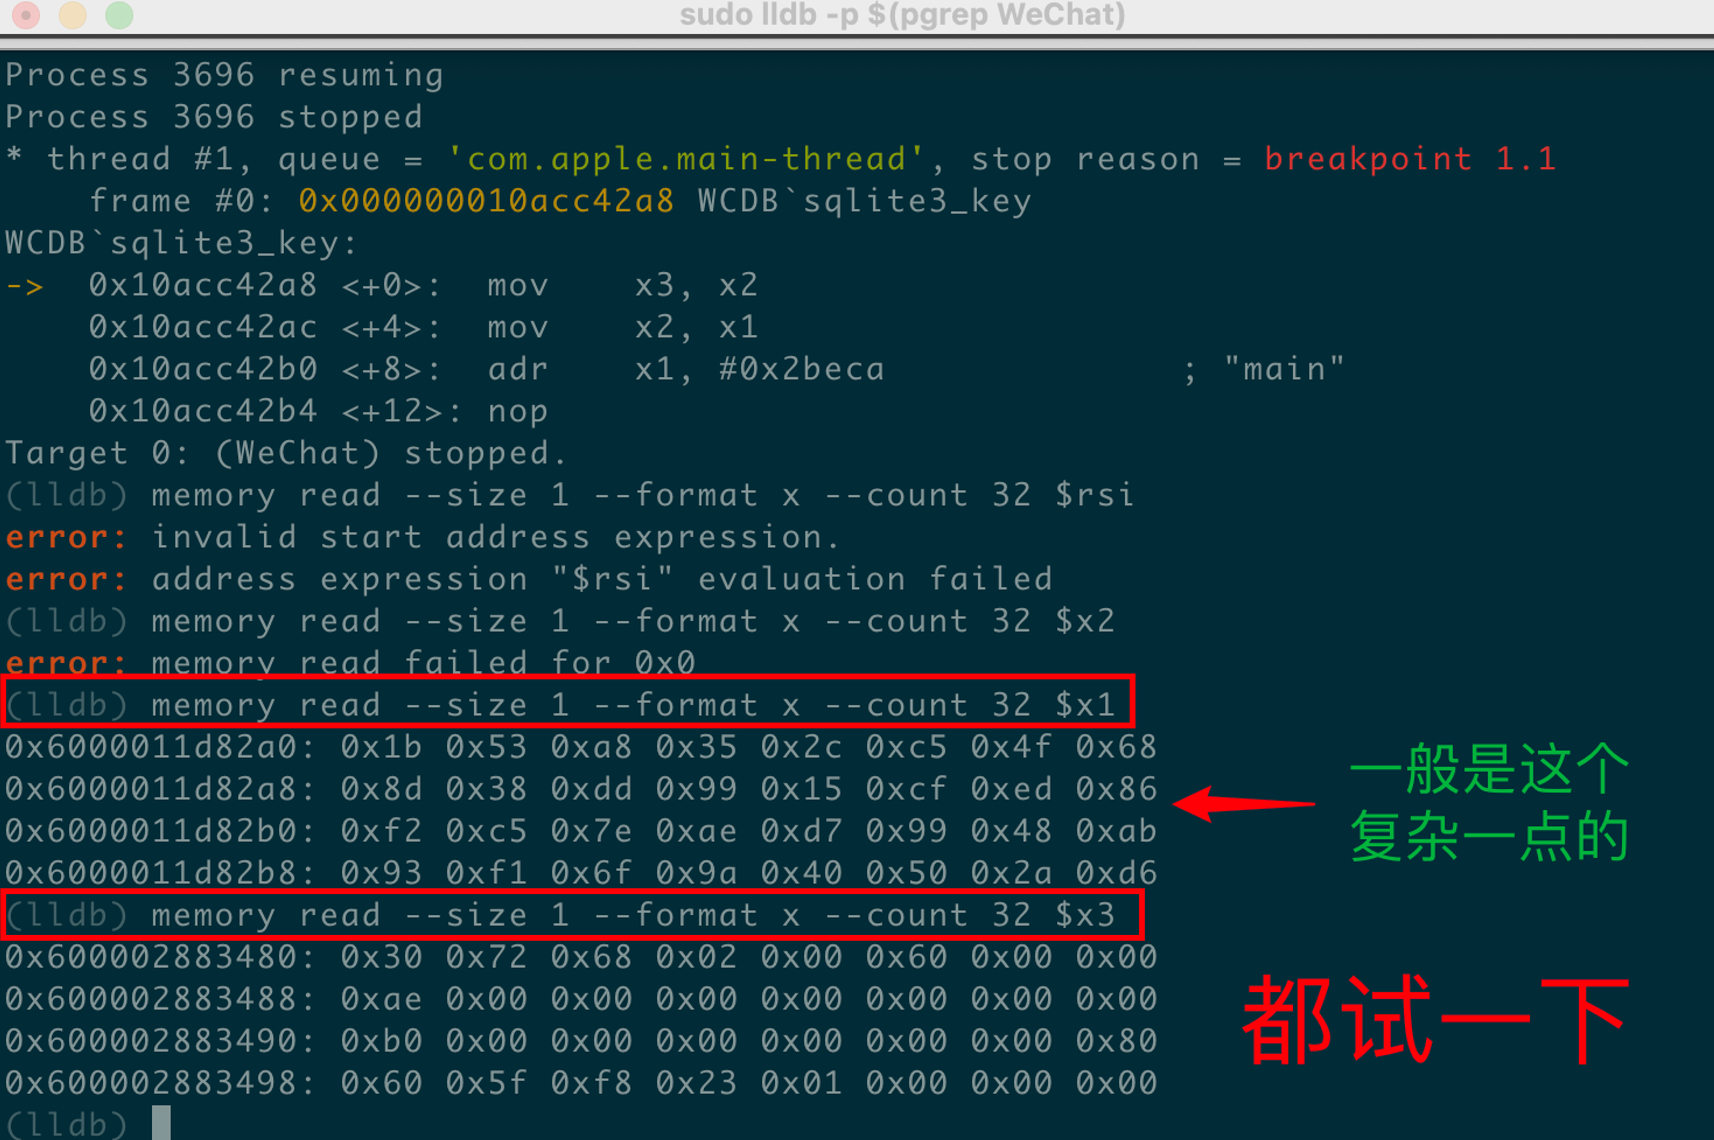 sudo lldb -p $(pgrep WeChat)
Process 3696 resuming
Process 3696 stopped
* thread #1, queue = 'com.apple.main-thread', stop reason = breakpoint 1.1
    frame #0: 0x000000010acc42a8 WCDB`sqlite3_key
WCDB`sqlite3_key:
->  0x10acc42a8 <+0>:  mov    x3, x2
    0x10acc42ac <+4>:  mov    x2, x1
    0x10acc42b0 <+8>:  adr    x1, #0x2beca              ; "main"
    0x10acc42b4 <+12>: nop
Target 0: (WeChat) stopped.
(lldb) memory read --size 1 --format x --count 32 $rsi
error: invalid start address expression.
error: address expression "$rsi" evaluation failed
(lldb) memory read --size 1 --format x --count 32 $x2
error: memory read failed for 0x0
(lldb) memory read --size 1 --format x --count 32 $x1
0x6000011d82a0: 0x1b 0x53 0xa8 0x35 0x2c 0xc5 0x4f 0x68
0x6000011d82a8: 0x8d 0x38 0xdd 0x99 0x15 0xcf 0xed 0x86
0x6000011d82b0: 0xf2 0xc5 0x7e 0xae 0xd7 0x99 0x48 0xab
0x6000011d82b8: 0x93 0xf1 0x6f 0x9a 0x40 0x50 0x2a 0xd6
一般是这个
复杂一点的
(lldb) memory read --size 1 --format x --count 32 $x3
0x600002883480: 0x30 0x72 0x68 0x02 0x00 0x60 0x00 0x00
0x600002883488: 0xae 0x00 0x00 0x00 0x00 0x00 0x00 0x00
0x600002883490: 0xb0 0x00 0x00 0x00 0x00 0x00 0x00 0x80
0x600002883498: 0x60 0x5f 0xf8 0x23 0x01 0x00 0x00 0x00
都试一下
(lldb)